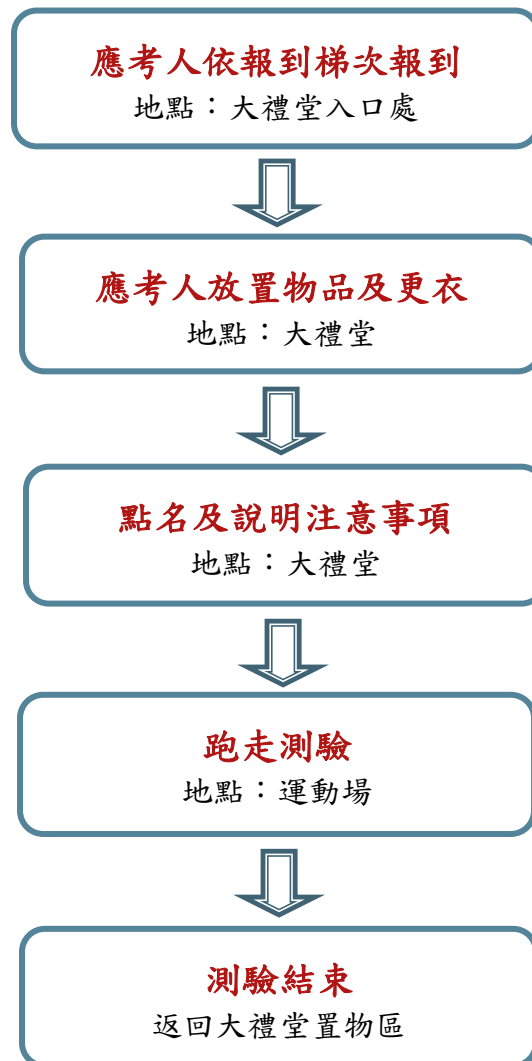 應考人依報到梯次報到
地點：大禮堂入口處
應考人放置物品及更衣
地點：大禮堂
點名及說明注意事項
地點：大禮堂
跑走測驗
地點：運動場
測驗結束
返回大禮堂置物區